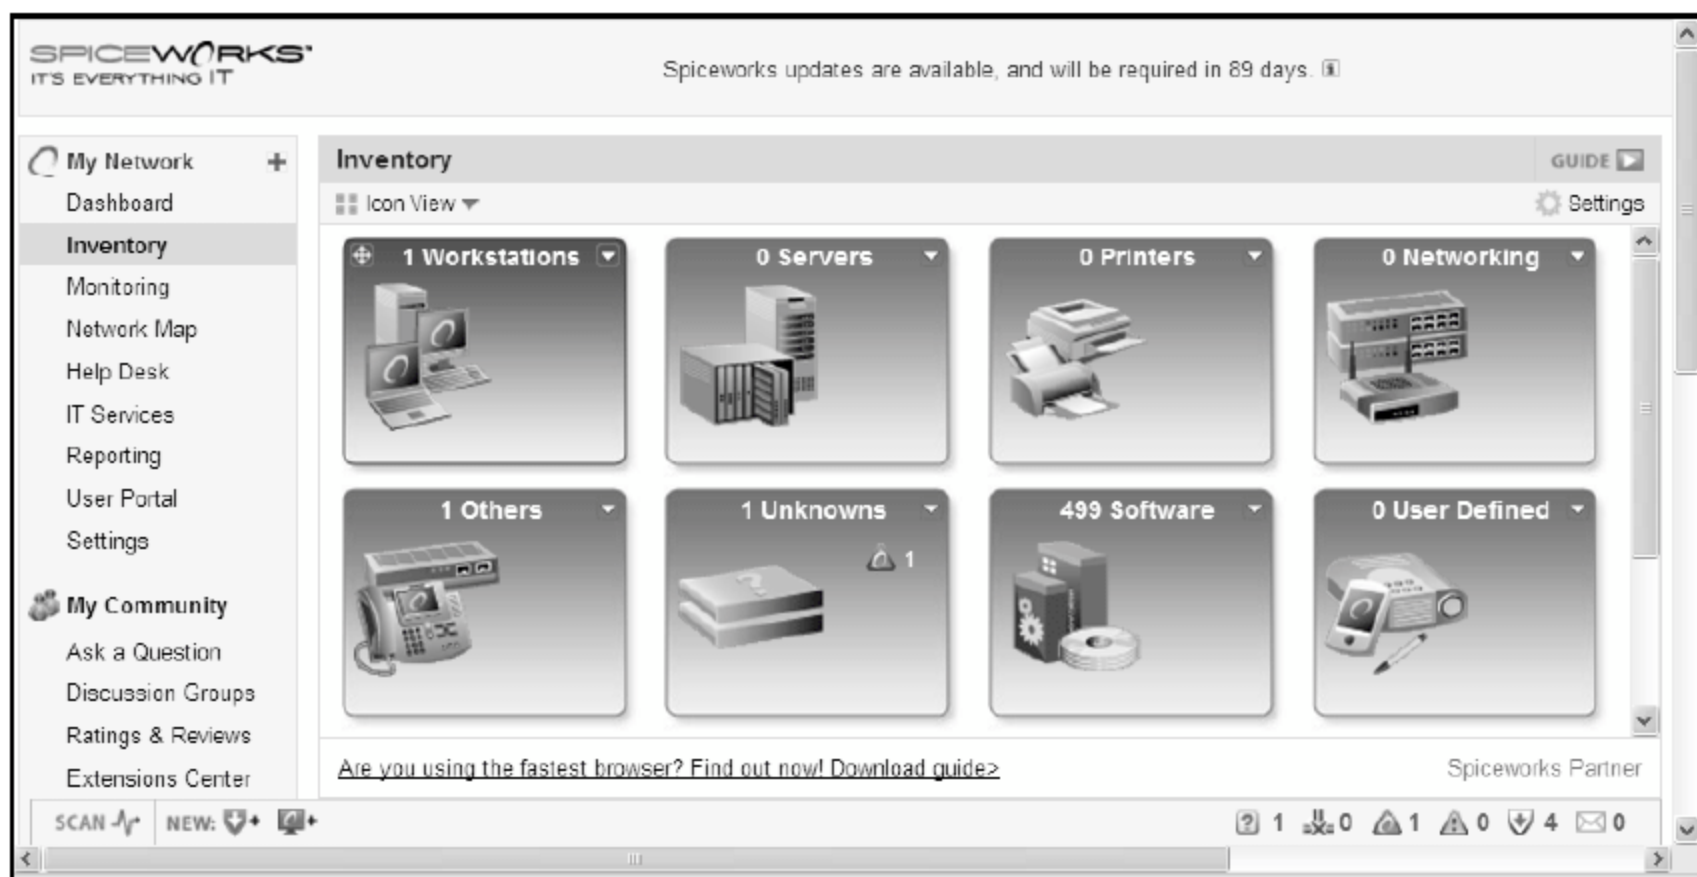 SPICEWORKS
IT'S EVERYTHING IT
Spiceworks updates are available, and will be required in 89 days.
My Network
Dashboard
Inventory
Monitoring
Network Map
Help Desk
IT Services
Reporting
User Portal
Settings
My Community
Ask a Question
Discussion Groups
Ratings & Reviews
Extensions Center
Inventory
GUIDE
Icon View
Settings
1 Workstations
0 Servers
0 Printers
0 Networking
1 Others
1 Unknowns
1
499 Software
0 User Defined
Are you using the fastest browser? Find out now! Download guide>
Spiceworks Partner
SCAN
NEW:
1 0 1 0 4 0